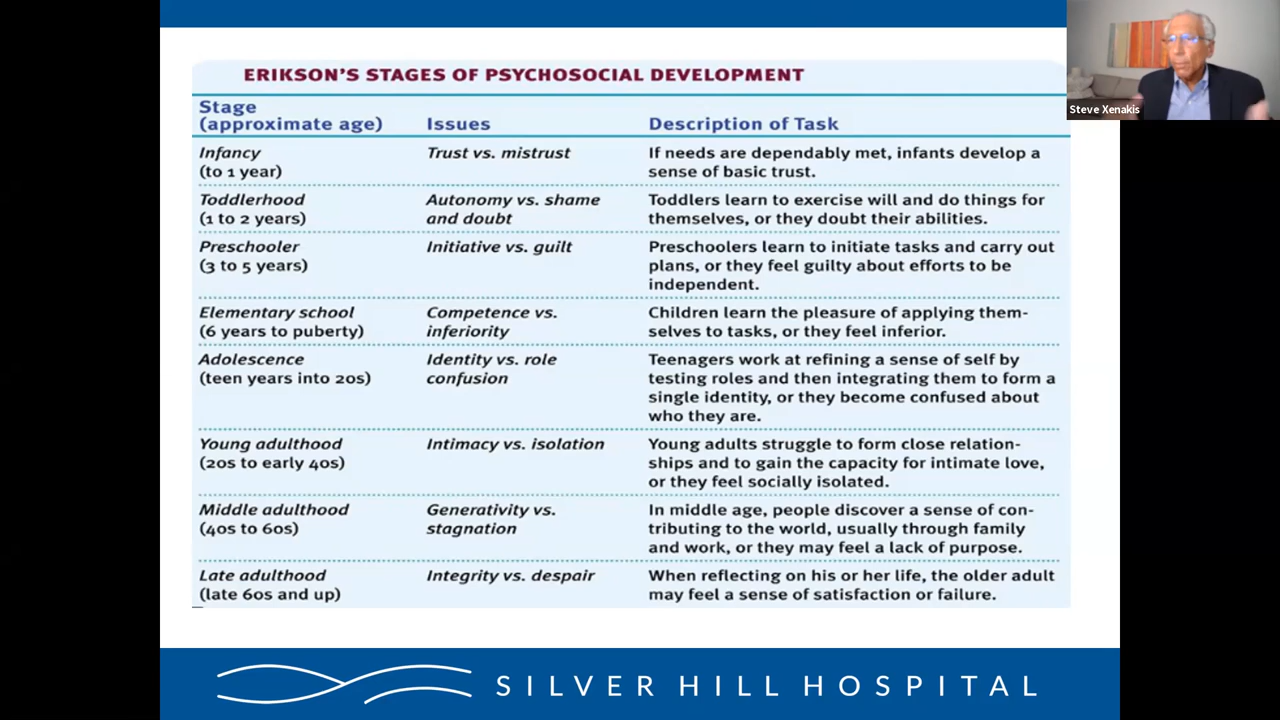 Steve Xenakis
ERIKSON'S STAGES OF PSYCHOSOCIAL DEVELOPMENT
Stage
(approximate age) Issues Description of Task
Infancy Trust vs. mistrust If needs are dependably met, infants develop a
(to 1 year) sense of basic trust.
Toddlerhood Autonomy vs. shame Toddlers learn to exercise will and do things for
(1 to 2 years) and doubt themselves, or they doubt their abilities.
Preschooler Initiative vs. guilt Preschoolers learn to initiate tasks and carry out
(3 to 5 years) plans, or they feel guilty about efforts to be
independent.
Elementary school Competence vs. Children learn the pleasure of applying them-
(6 years to puberty) inferiority selves to tasks, or they feel inferior.
Adolescence Identity vs. role Teenagers work at refining a sense of self by
(teen years into 20s) confusion testing roles and then integrating them to form a
single identity, or they become confused about
who they are.
Young adulthood Intimacy vs. isolation Young adults struggle to form close relation-
(20s to early 40s) ships and to gain the capacity for intimate love,
or they feel socially isolated.
Middle adulthood Generativity vs. In middle age, people discover a sense of con-
(40s to 60s) stagnation tributing to the world, usually through family
and work, or they may feel a lack of purpose.
Late adulthood Integrity vs. despair When reflecting on his or her life, the older adult
(late 60s and up) may feel a sense of satisfaction or failure.
SILVER HILL HOSPITAL